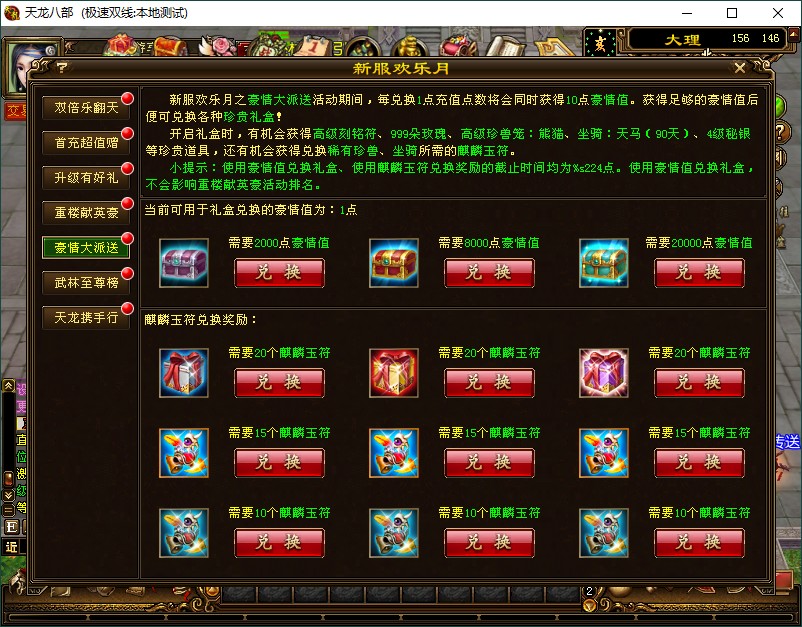 天龙八部 (极速双线:本地测试)
大理 156 146
亥
新服欢乐月
双倍乐翻天
首充超值赠
升级有好礼
重楼献英豪
豪情大派送
武林至尊榜
天龙携手行
新服欢乐月之豪情大派送活动期间，每兑换1点充值点数将会同时获得10点豪情值。获得足够的豪情值后
便可兑换各种珍贵礼盒！
开启礼盒时，有机会获得高级刻铭符、999朵玫瑰、高级珍兽笼：熊猫、坐骑：天马（90天）、4级秘银
等珍贵道具，还有机会获得兑换稀有珍兽、坐骑所需的麒麟玉符。
小提示：使用豪情值兑换礼盒、使用麒麟玉符兑换奖励的截止时间均为%s224点。使用豪情值兑换礼盒，
不会影响重楼献英豪活动排名。
当前可用于礼盒兑换的豪情值为：1点
需要2000点豪情值
兑 换
需要8000点豪情值
兑 换
需要20000点豪情值
兑 换
麒麟玉符兑换奖励：
需要20个麒麟玉符
兑 换
需要20个麒麟玉符
兑 换
需要20个麒麟玉符
兑 换
需要15个麒麟玉符
兑 换
需要15个麒麟玉符
兑 换
需要15个麒麟玉符
兑 换
需要10个麒麟玉符
兑 换
需要10个麒麟玉符
兑 换
需要10个麒麟玉符
兑 换
近
2